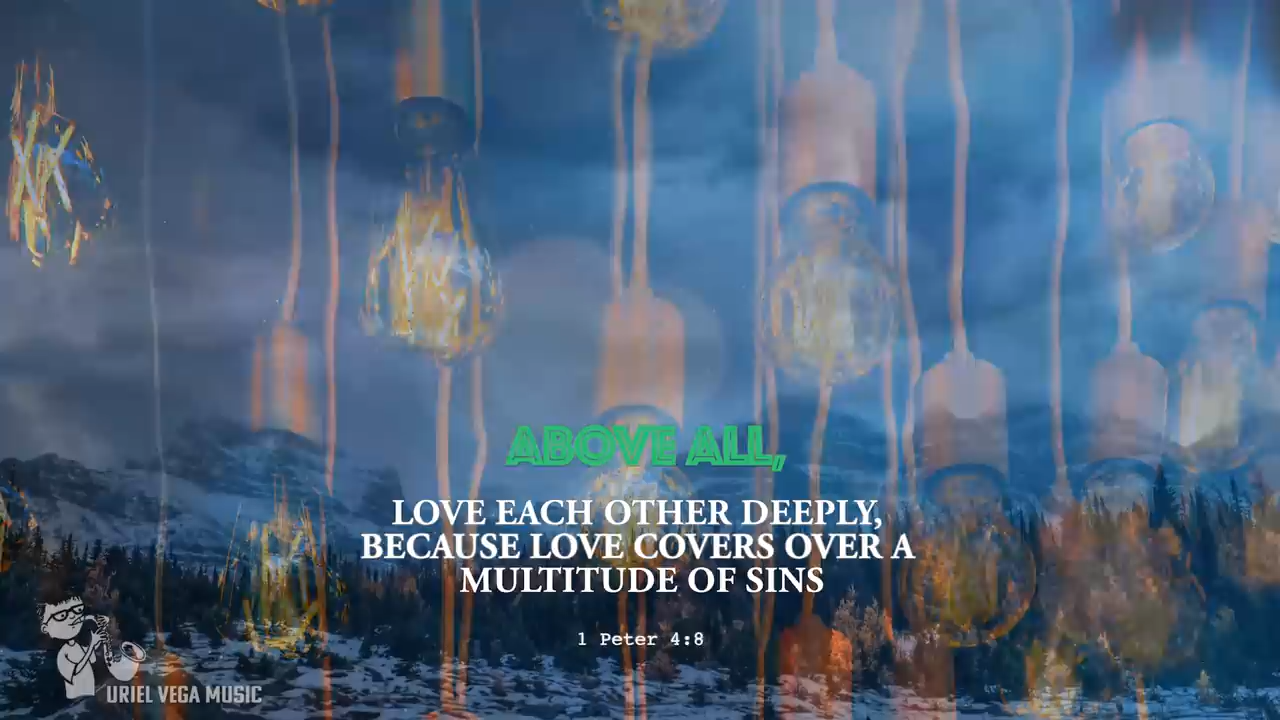 ABOVE ALL,
LOVE EACH OTHER DEEPLY,
BECAUSE LOVE COVERS OVER A
MULTITUDE OF SINS
1 Peter 4:8
URIEL VEGA MUSIC